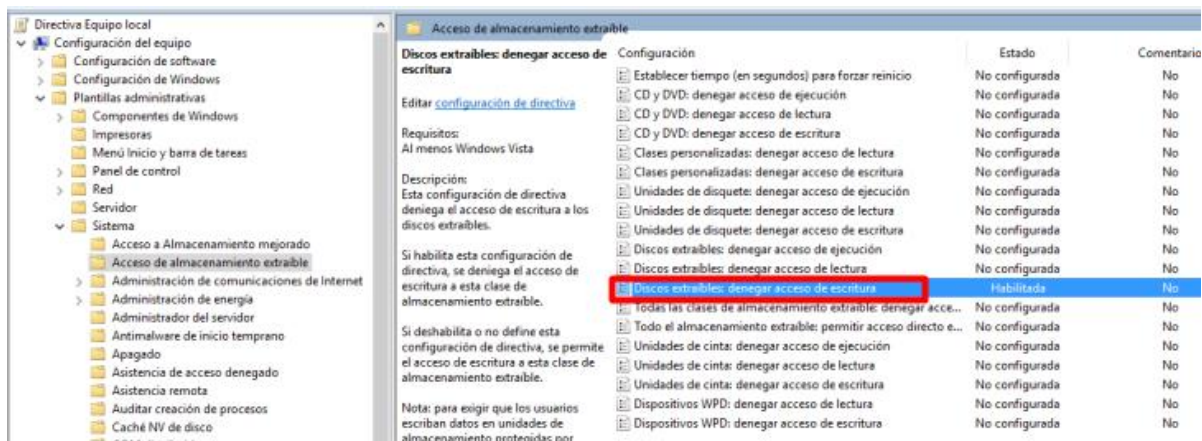 Directiva Equipo local
Configuración del equipo
Configuración de software
Configuración de Windows
Plantillas administrativas
Componentes de Windows
Impresoras
Menú Inicio y barra de tareas
Panel de control
Red
Servidor
Sistema
Acceso a Almacenamiento mejorado
Acceso de almacenamiento extraíble
Administración de comunicaciones de Internet
Administración de energía
Administrador del servidor
Antimalware de inicio temprano
Apagado
Asistencia de acceso denegado
Asistencia remota
Auditar creación de procesos
Caché NV de disco
Acceso de almacenamiento extraíble
Discos extraíbles: denegar acceso de
escritura
Editar configuración de directiva
Requisitos:
Al menos Windows Vista
Descripción:
Esta configuración de directiva
deniega el acceso de escritura a los
discos extraíbles.
Si habilita esta configuración de
directiva, se deniega el acceso de
escritura a esta clase de
almacenamiento extraíble.
Si deshabilita o no define esta
configuración de directiva, se permite
el acceso de escritura a esta clase de
almacenamiento extraíble.
Nota: para exigir que los usuarios
escriban datos en unidades de
almacenamiento protegidas por
Configuración Estado Comentario
Establecer tiempo (en segundos) para forzar reinicio No configurada No
CD y DVD: denegar acceso de ejecución No configurada No
CD y DVD: denegar acceso de lectura No configurada No
CD y DVD: denegar acceso de escritura No configurada No
Clases personalizadas: denegar acceso de lectura No configurada No
Clases personalizadas: denegar acceso de escritura No configurada No
Unidades de disquete: denegar acceso de ejecución No configurada No
Unidades de disquete: denegar acceso de lectura No configurada No
Unidades de disquete: denegar acceso de escritura No configurada No
Discos extraíbles: denegar acceso de ejecución No configurada No
Discos extraíbles: denegar acceso de lectura No configurada No
Discos extraíbles: denegar acceso de escritura Habilitada No
Todas las clases de almacenamiento extraíble: denegar acce... No configurada No
Todo el almacenamiento extraíble: permitir acceso directo e... No configurada No
Unidades de cinta: denegar acceso de ejecución No configurada No
Unidades de cinta: denegar acceso de lectura No configurada No
Unidades de cinta: denegar acceso de escritura No configurada No
Dispositivos WPD: denegar acceso de lectura No configurada No
Dispositivos WPD: denegar acceso de escritura No configurada No